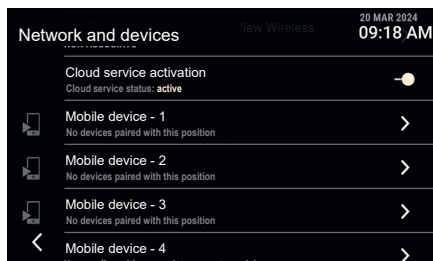 Network and devices
View Wireless
20 MAR 2024
09:18 AM
Cloud service activation
Cloud service status: active
Mobile device - 1
No devices paired with this position
Mobile device - 2
No devices paired with this position
Mobile device - 3
No devices paired with this position
Mobile device - 4